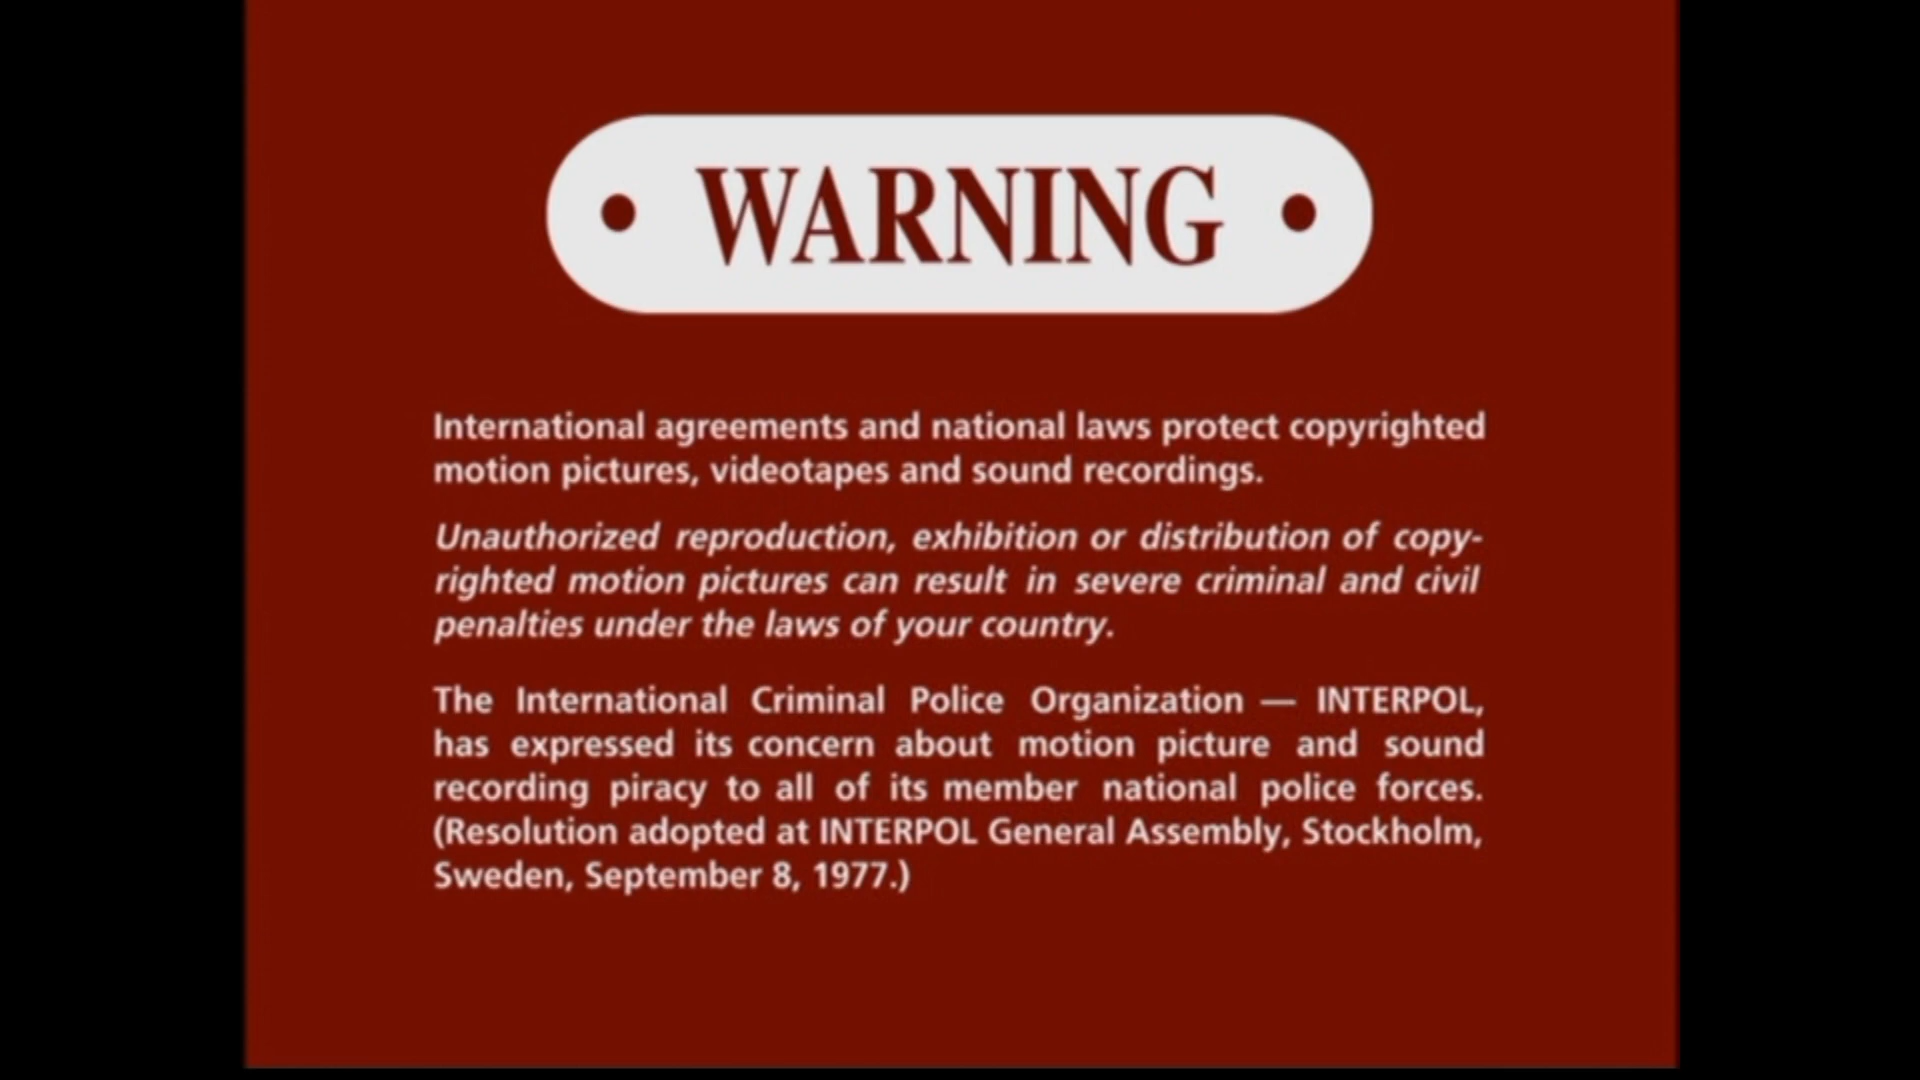 • WARNING •
International agreements and national laws protect copyrighted
motion pictures, videotapes and sound recordings.
Unauthorized reproduction, exhibition or distribution of copy-
righted motion pictures can result in severe criminal and civil
penalties under the laws of your country.
The International Criminal Police Organization — INTERPOL,
has expressed its concern about motion picture and sound
recording piracy to all of its member national police forces.
(Resolution adopted at INTERPOL General Assembly, Stockholm,
Sweden, September 8, 1977.)